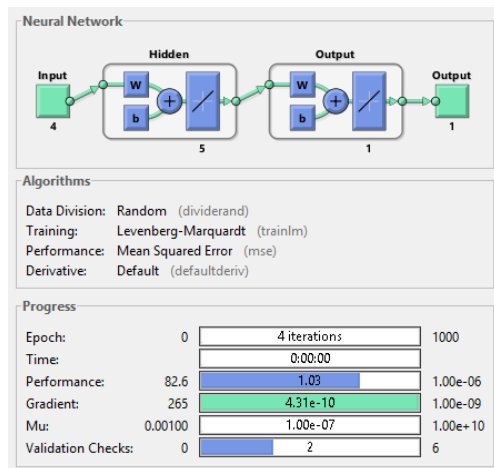 Neural Network
Hidden Output
Input W b + W b + Output
4 5 1 1
Algorithms
Data Division: Random (dividerand)
Training: Levenberg-Marquardt (trainlm)
Performance: Mean Squared Error (mse)
Derivative: Default (defaultderiv)
Progress
Epoch: 0 4 iterations 1000
Time: 0:00:00
Performance: 82.6 1.03 1.00e-06
Gradient: 265 4.31e-10 1.00e-09
Mu: 0.00100 1.00e-07 1.00e+10
Validation Checks: 0 2 6